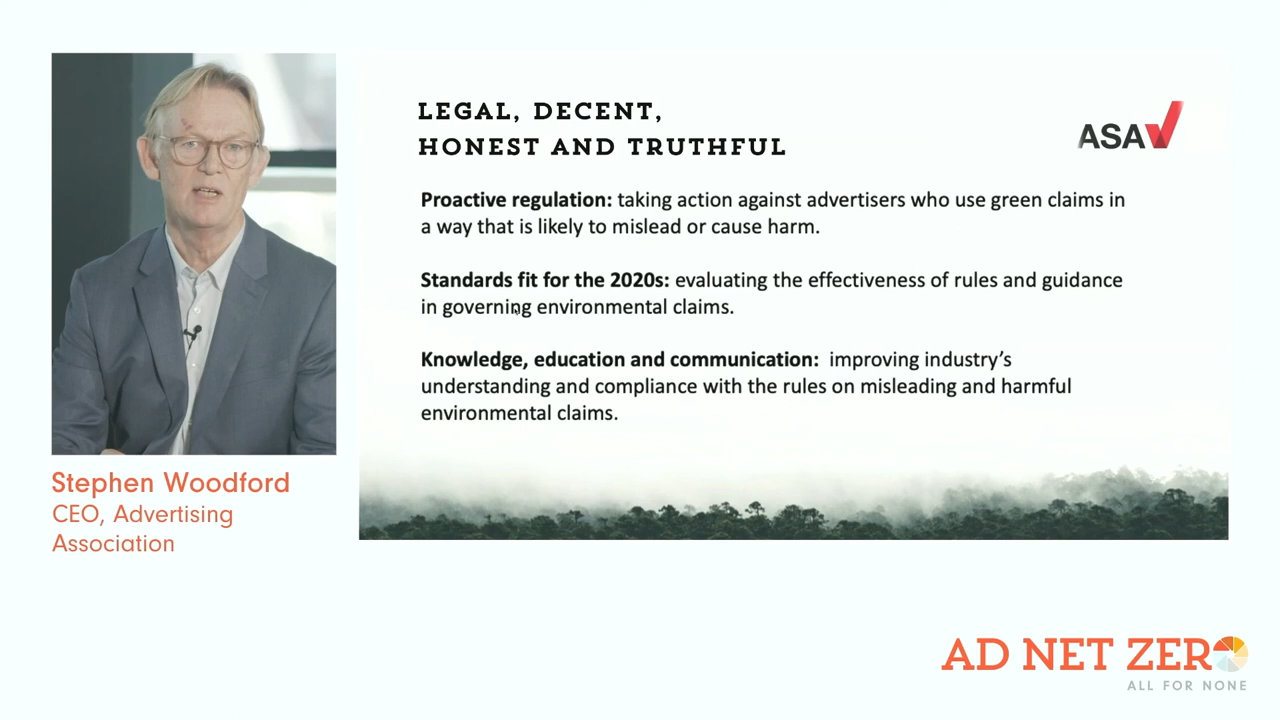 LEGAL, DECENT,
HONEST AND TRUTHFUL
ASA
Proactive regulation: taking action against advertisers who use green claims in
a way that is likely to mislead or cause harm.
Standards fit for the 2020s: evaluating the effectiveness of rules and guidance
in governing environmental claims.
Knowledge, education and communication: improving industry’s
understanding and compliance with the rules on misleading and harmful
environmental claims.
Stephen Woodford
CEO, Advertising
Association
AD NET ZERO
ALL FOR NONE